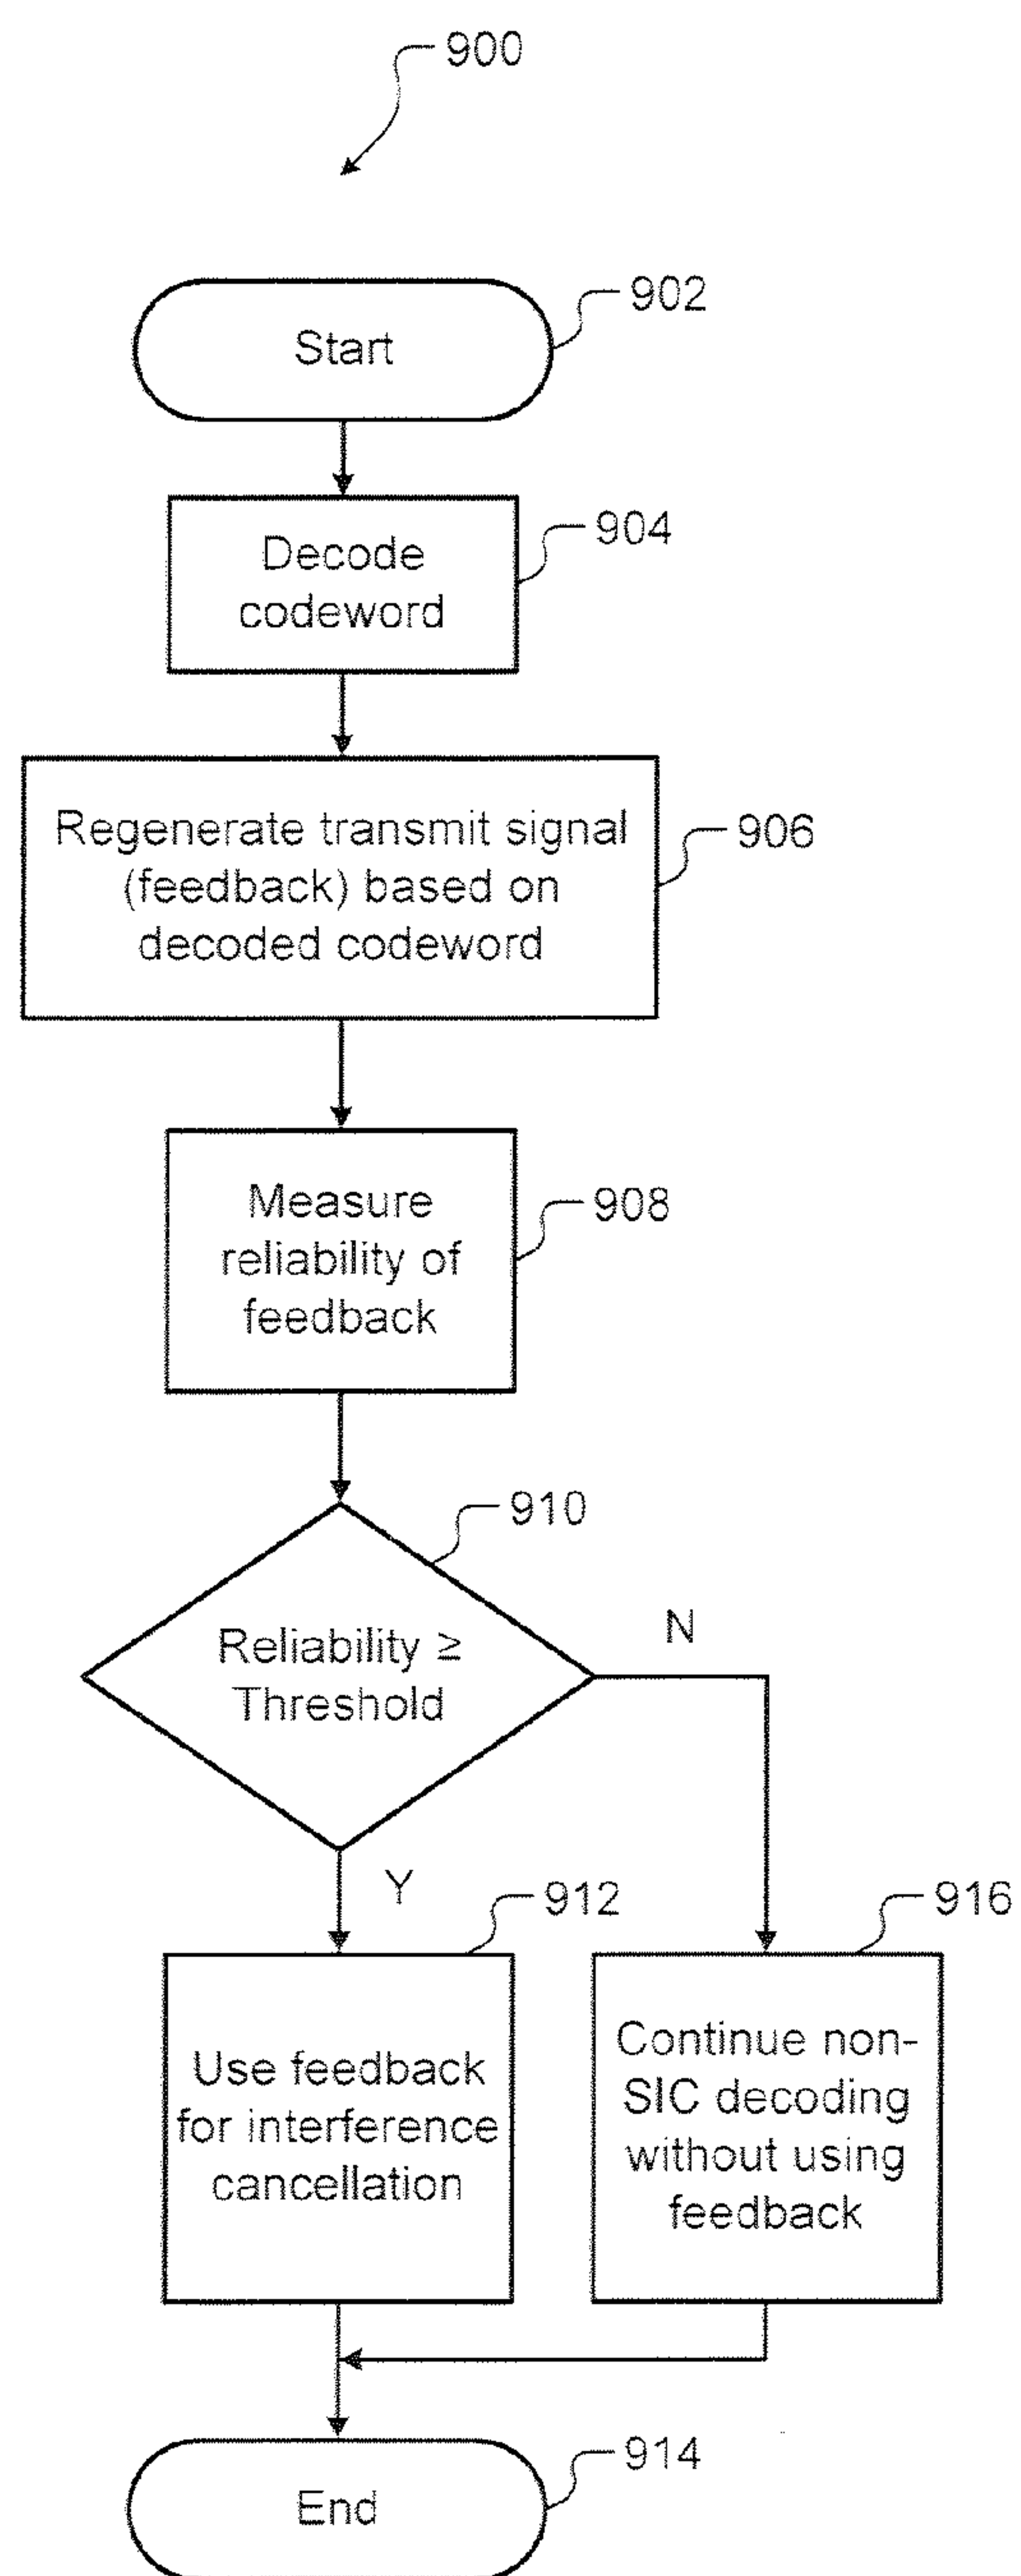 900
902
Start
904
Decode
codeword
906
Regenerate transmit signal
(feedback) based on
decoded codeword
908
Measure
reliability of
feedback
910
Reliability ≥
Threshold
N
Y
912
916
Use feedback
for interference
cancellation
Continue non-
SIC decoding
without using
feedback
914
End